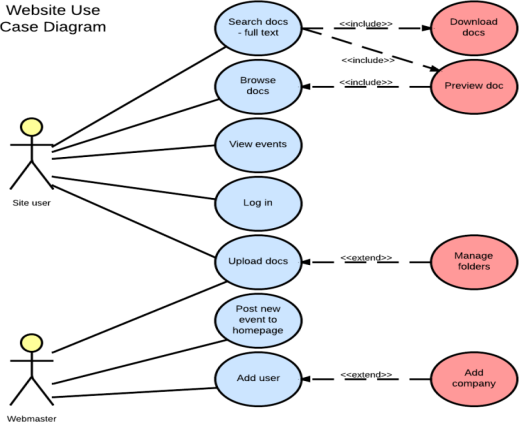 Website Use
Case Diagram
Search docs
- full text
<<include>>
Download
docs
<<include>>
Browse
docs
<<include>>
Preview doc
View events
Site user
Log in
Upload docs
<<extend>>
Manage
folders
Post new
event to
homepage
Add user
<<extend>>
Add
company
Webmaster